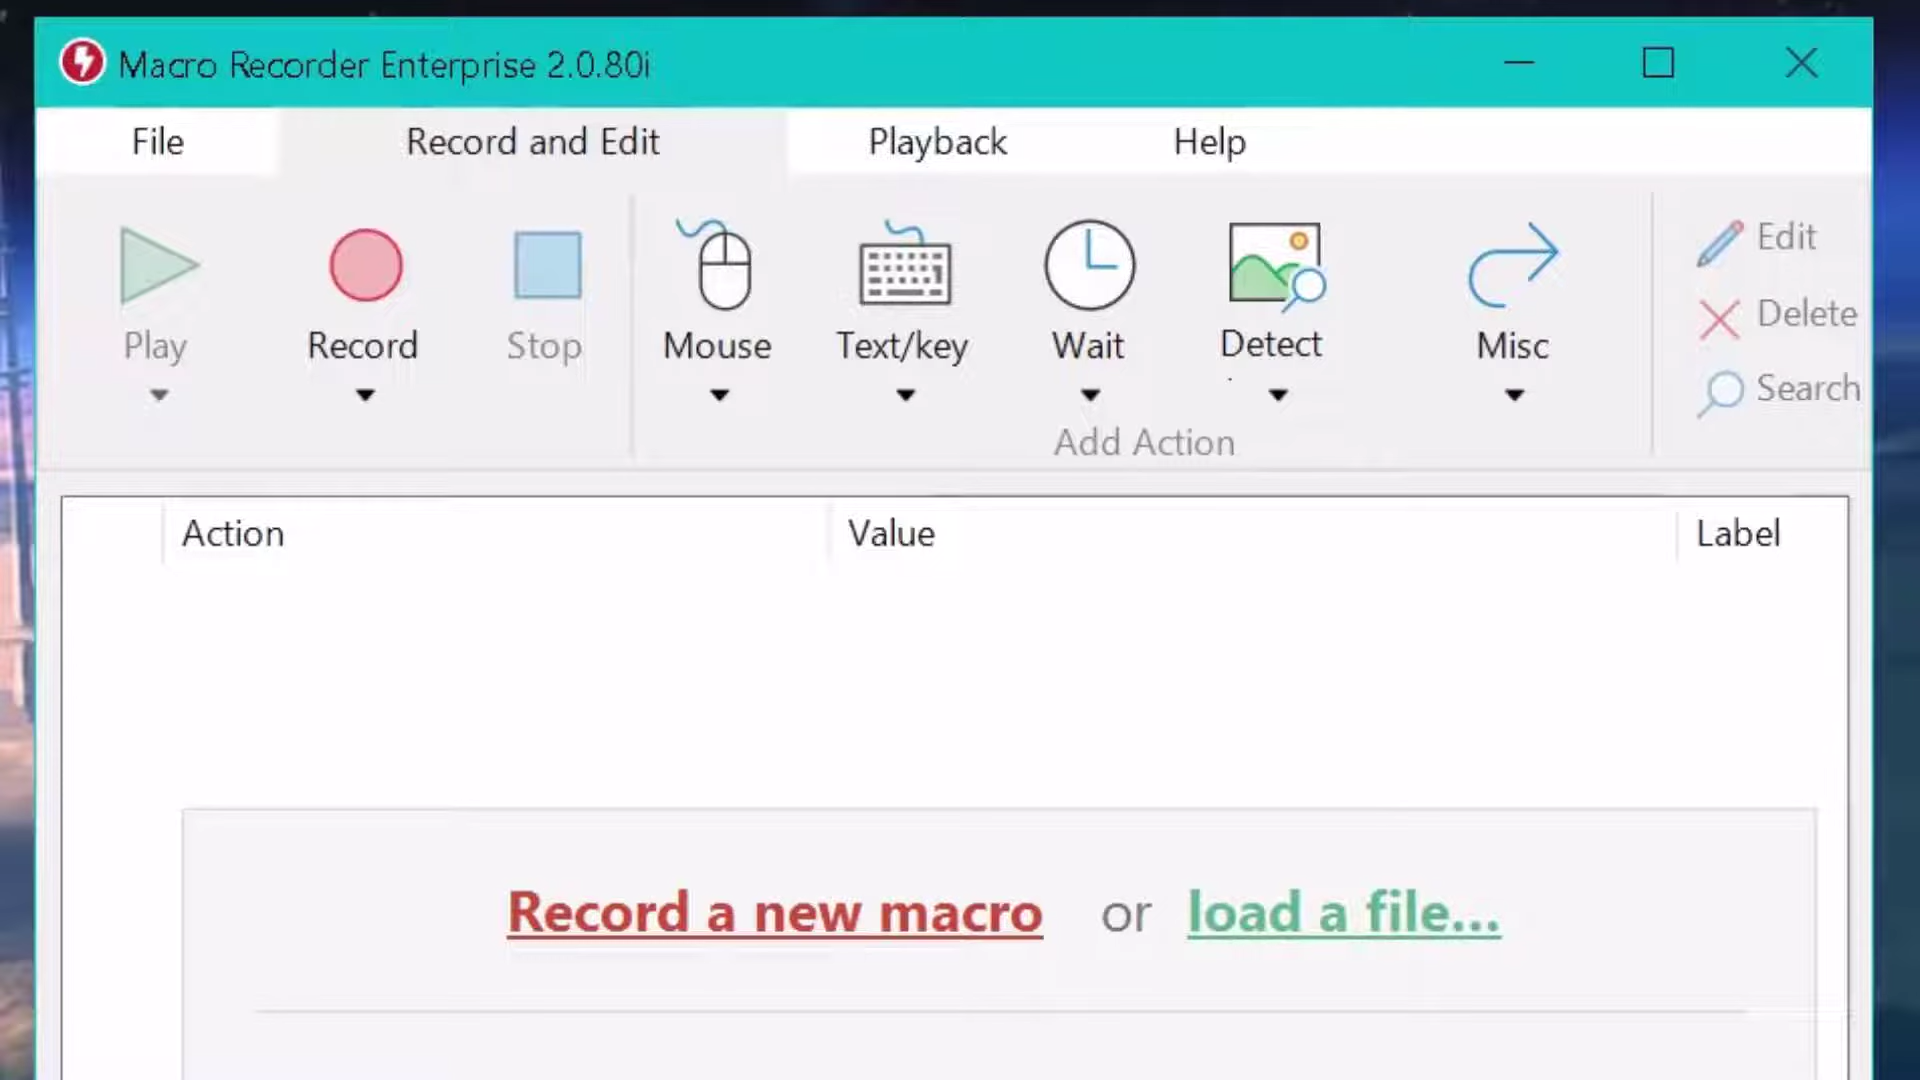 Macro Recorder Enterprise 2.0.80i
File Record and Edit Playback Help
Play Record Stop Mouse Text/key Wait Detect Misc
Edit
Delete
Search
Add Action
Action Value Label
Record a new macro or load a file...